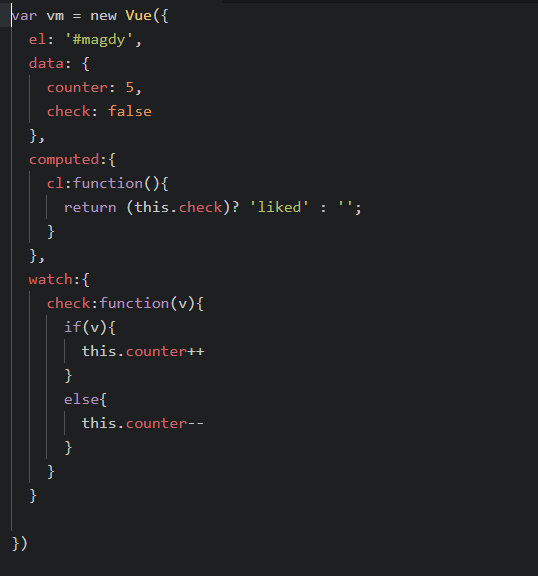 var vm = new Vue({
  el: '#magdy',
  data: {
    counter: 5,
    check: false
  },
  computed:{
    cl:function(){
      return (this.check)? 'liked' : '';
    }
  },
  watch:{
    check:function(v){
      if(v){
        this.counter++
      }
      else{
        this.counter--
      }
    }
  }

})